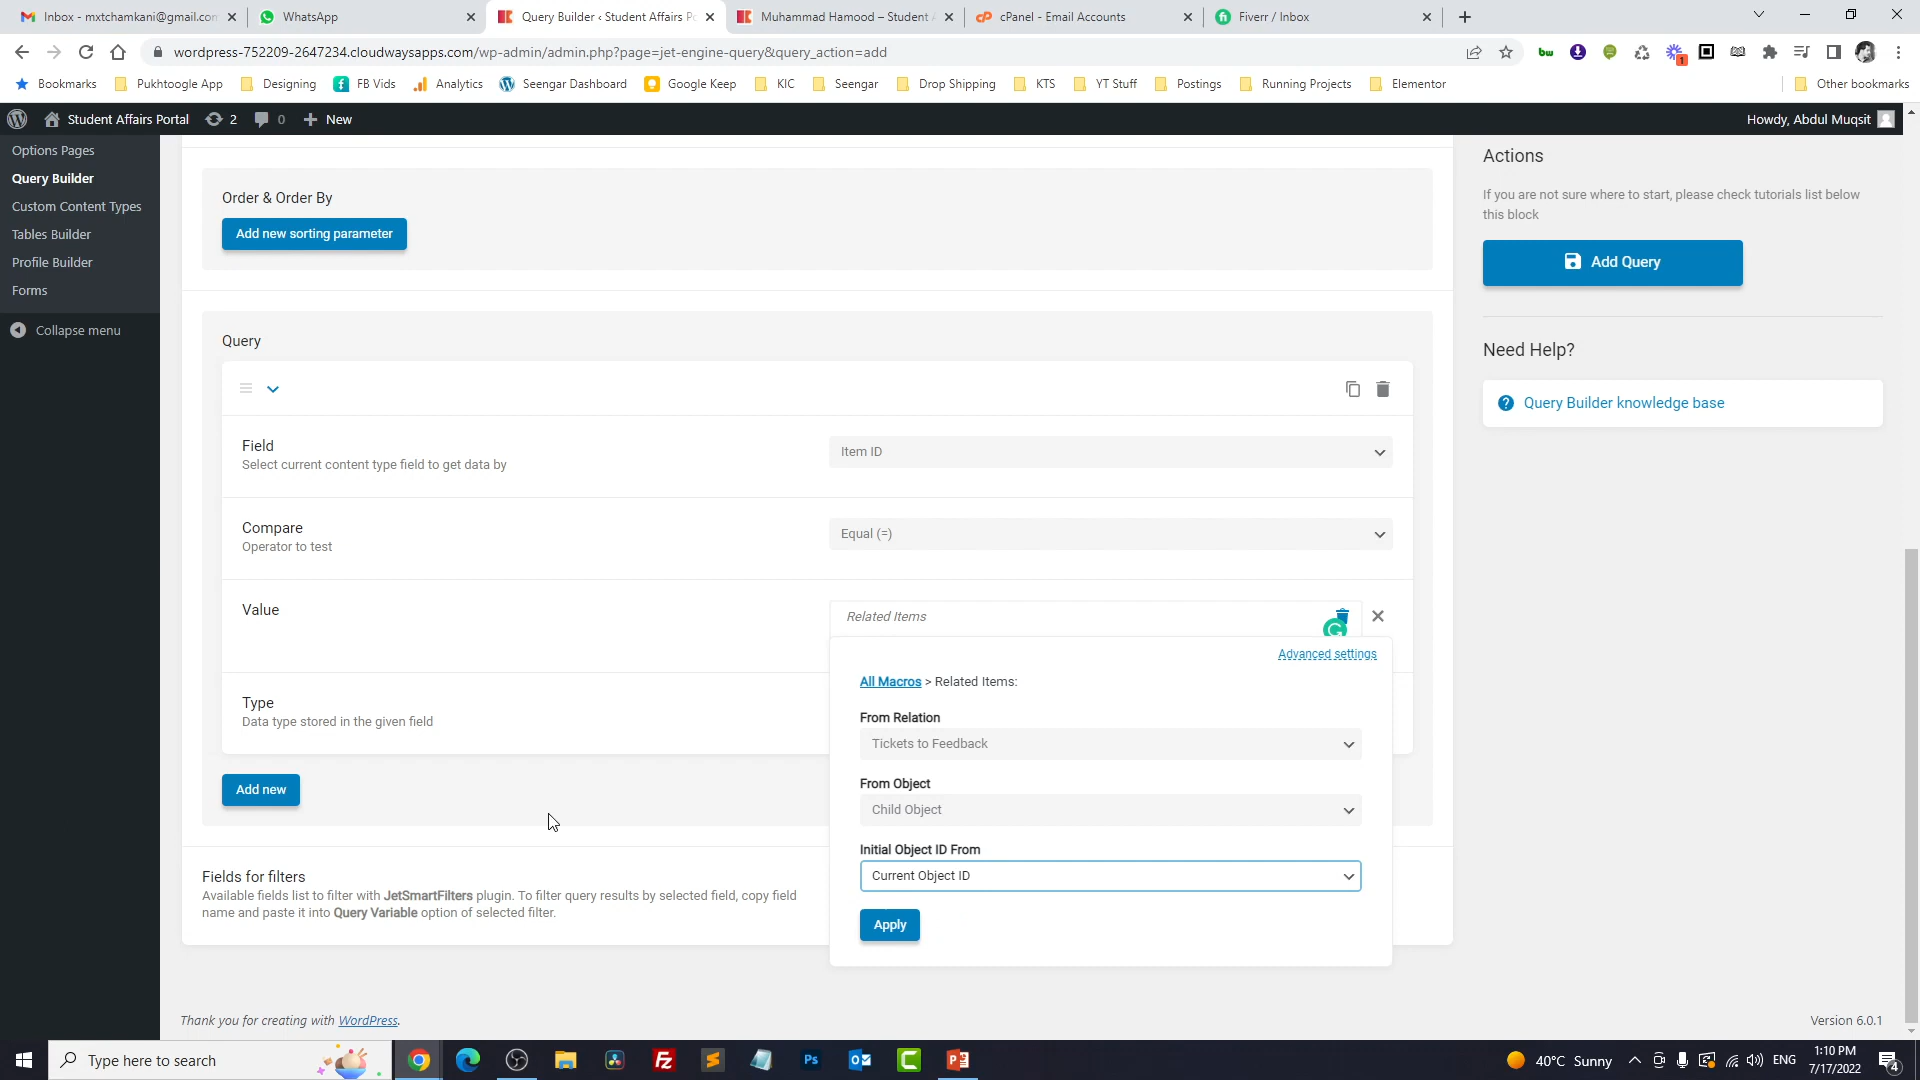 Inbox - mxtchamkani@gmail.con
WhatsApp
Query Builder ‹ Student Affairs Po
Muhammad Hamood – Student A
cPanel - Email Accounts
Fiverr / Inbox
wordpress-752209-2647234.cloudwaysapps.com/wp-admin/admin.php?page=jet-engine-query&query_action=add
Bookmarks
Pukhtoogle App
Designing
FB Vids
Analytics
Seengar Dashboard
Google Keep
KIC
Seengar
Drop Shipping
KTS
YT Stuff
Postings
Running Projects
Elementor
Other bookmarks
Student Affairs Portal
2
0
New
Howdy, Abdul Muqsit
Options Pages
Query Builder
Custom Content Types
Tables Builder
Profile Builder
Forms
Collapse menu
Order & Order By
Add new sorting parameter
Query
Field
Select current content type field to get data by
Item ID
Compare
Operator to test
Equal (=)
Value
Related Items
Advanced settings
All Macros > Related Items:
Type
Data type stored in the given field
From Relation
Tickets to Feedback
From Object
Child Object
Initial Object ID From
Current Object ID
Apply
Add new
Fields for filters
Available fields list to filter with JetSmartFilters plugin. To filter query results by selected field, copy field
name and paste it into Query Variable option of selected filter.
Actions
If you are not sure where to start, please check tutorials list below
this block
Add Query
Need Help?
Query Builder knowledge base
Thank you for creating with WordPress.
Version 6.0.1
Type here to search
40°C Sunny
ENG
1:10 PM
7/17/2022
4